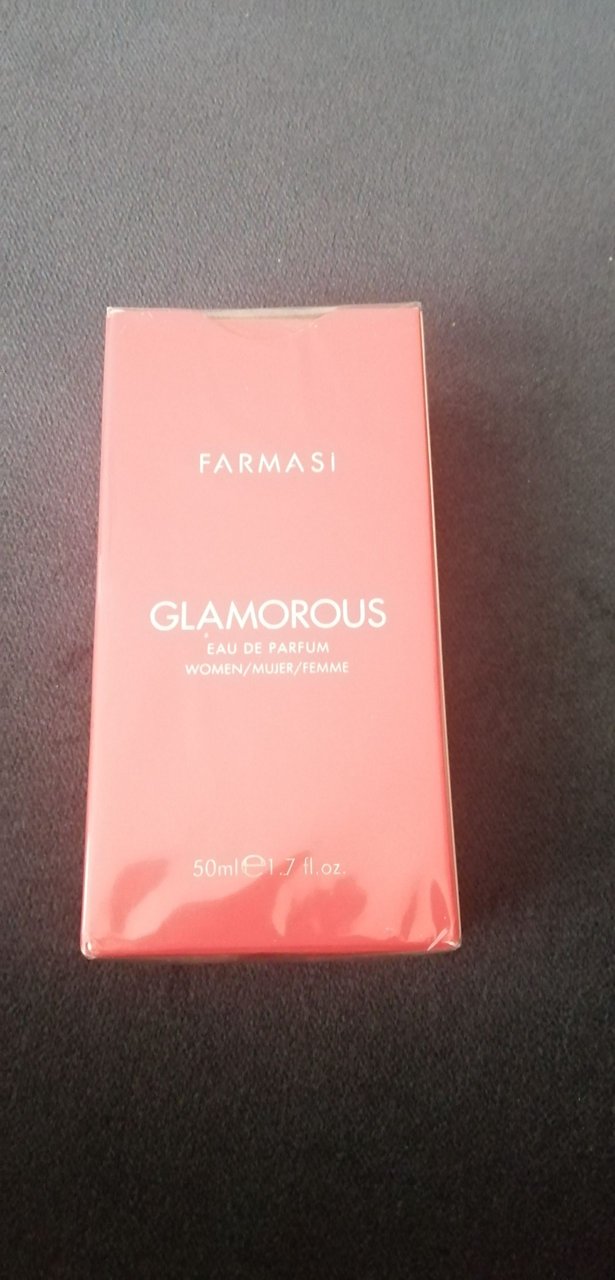 FARMASİ
GLAMOROUS
EAU DE PARFUM
WOMEN/MUJER/FEMME
50ml℮1.7 fl.oz.